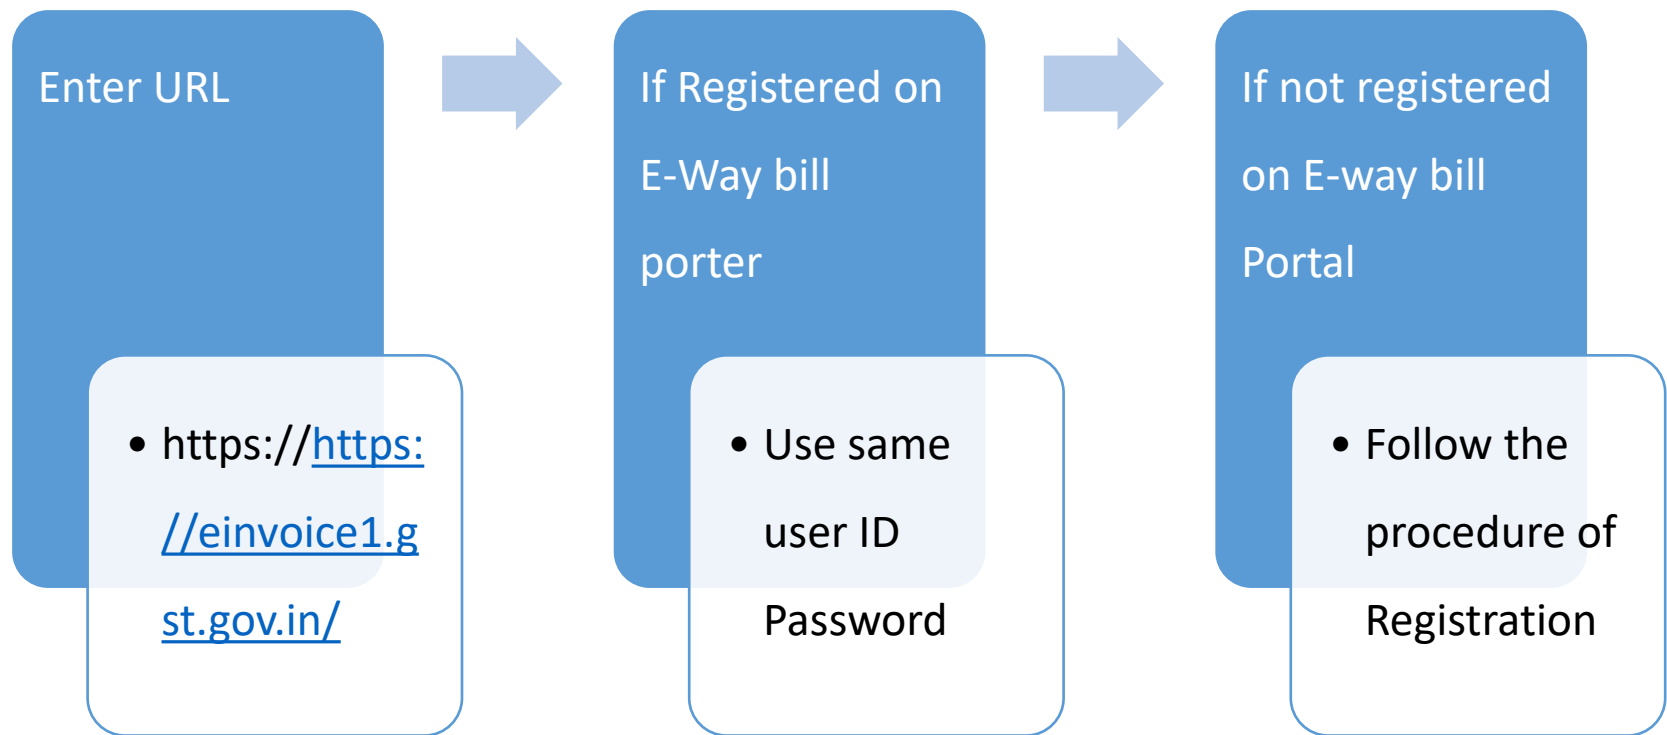 Enter URL
• https://https:
//einvoice1.g
st.gov.in/
If Registered on
E-Way bill
porter
• Use same
user ID
Password
If not registered
on E-way bill
Portal
• Follow the
procedure of
Registration